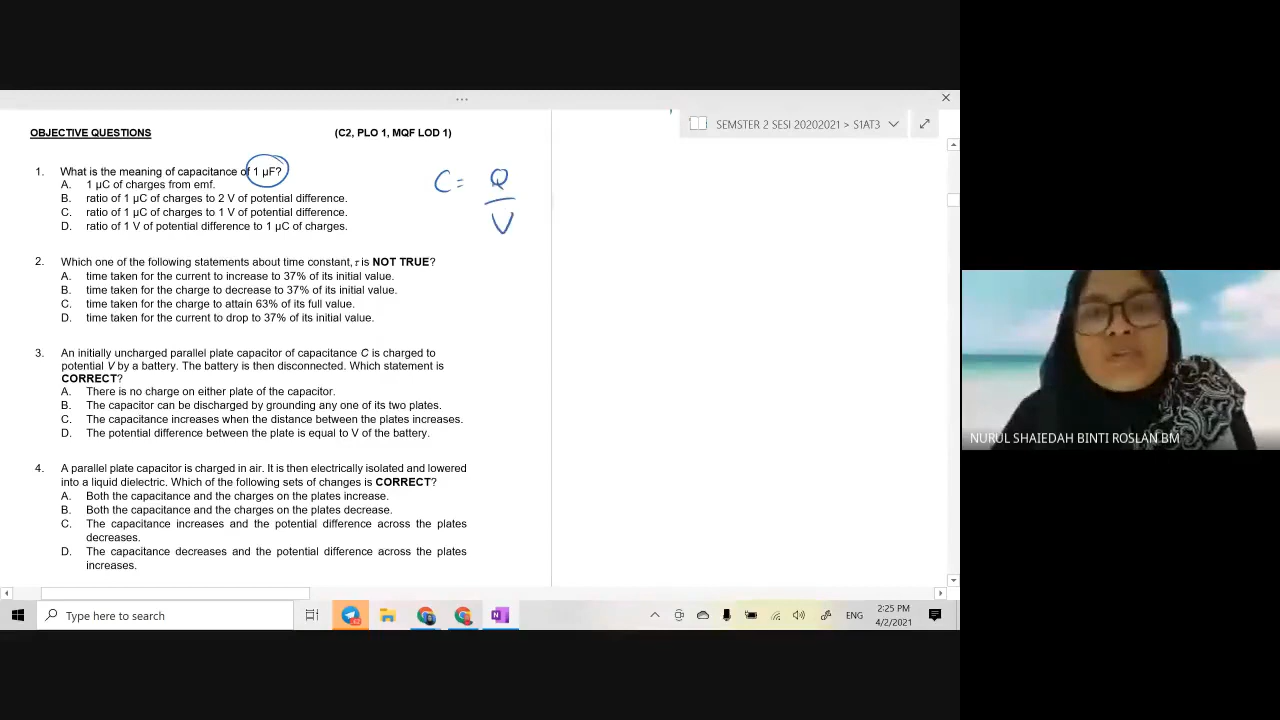 SEMSTER 2 SESI 20202021 > S1AT3
OBJECTIVE QUESTIONS (C2, PLO 1, MQF LOD 1)
1. What is the meaning of capacitance of 1 μF?
A. 1 μC of charges from emf.
B. ratio of 1 μC of charges to 2 V of potential difference.
C. ratio of 1 μC of charges to 1 V of potential difference.
D. ratio of 1 V of potential difference to 1 μC of charges.
C = Q
V
2. Which one of the following statements about time constant, τ is NOT TRUE?
A. time taken for the current to increase to 37% of its initial value.
B. time taken for the charge to decrease to 37% of its initial value.
C. time taken for the charge to attain 63% of its full value.
D. time taken for the current to drop to 37% of its initial value.
3. An initially uncharged parallel plate capacitor of capacitance C is charged to
potential V by a battery. The battery is then disconnected. Which statement is
CORRECT?
A. There is no charge on either plate of the capacitor.
B. The capacitor can be discharged by grounding any one of its two plates.
C. The capacitance increases when the distance between the plates increases.
D. The potential difference between the plate is equal to V of the battery.
4. A parallel plate capacitor is charged in air. It is then electrically isolated and lowered
into a liquid dielectric. Which of the following sets of changes is CORRECT?
A. Both the capacitance and the charges on the plates increase.
B. Both the capacitance and the charges on the plates decrease.
C. The capacitance increases and the potential difference across the plates
decreases.
D. The capacitance decreases and the potential difference across the plates
increases.
NURUL SHAIEDAH BINTI ROSLAN BM
Type here to search
ENG
2:25 PM
4/2/2021